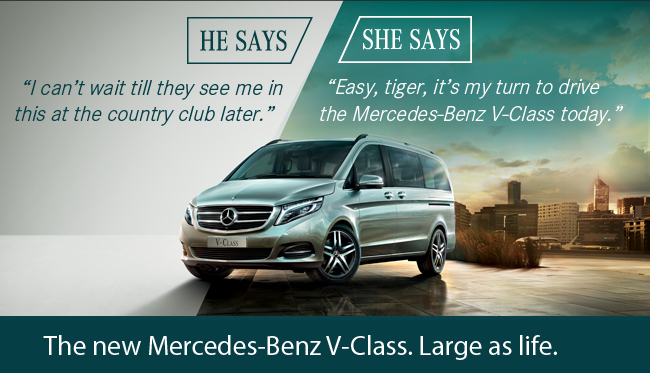 HE SAYS
SHE SAYS
“I can’t wait till they see me in
this at the country club later.”
“Easy, tiger, it’s my turn to drive
the Mercedes-Benz V-Class today.”
V-Class
The new Mercedes-Benz V-Class. Large as life.